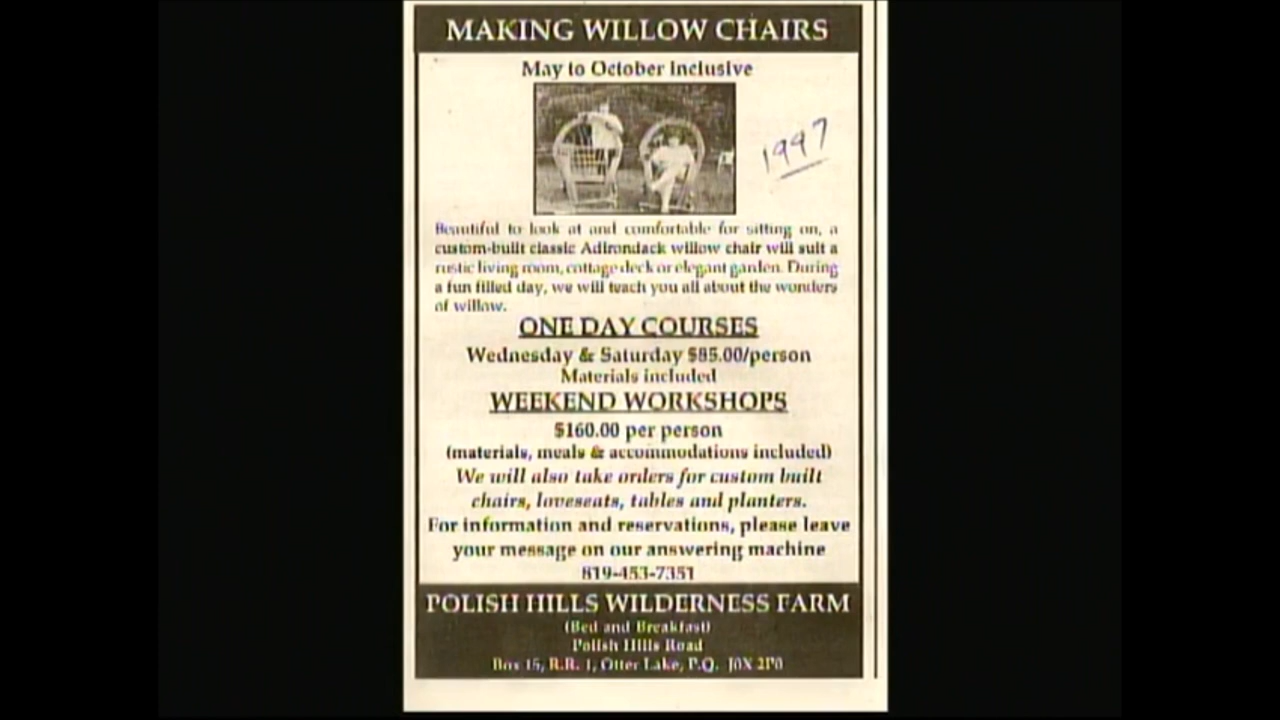 MAKING WILLOW CHAIRS
May to October Inclusive
1997
Beautiful to look at and comfortable for sitting on, a
custom-built classic Adirondack willow chair will suit a
rustic living room, cottage deck or elegant garden. During
a fun filled day, we will teach you all about the wonders
of willow.
ONE DAY COURSES
Wednesday & Saturday $85.00/person
Materials included
WEEKEND WORKSHOPS
$160.00 per person
(materials, meals & accommodations included)
We will also take orders for custom built
chairs, loveseats, tables and planters.
For information and reservations, please leave
your message on our answering machine
819-453-7351
POLISH HILLS WILDERNESS FARM
(Bed and Breakfast)
Polish Hills Road
Box 15, R.R. 1, Otter Lake, P.Q. J0X 2P0